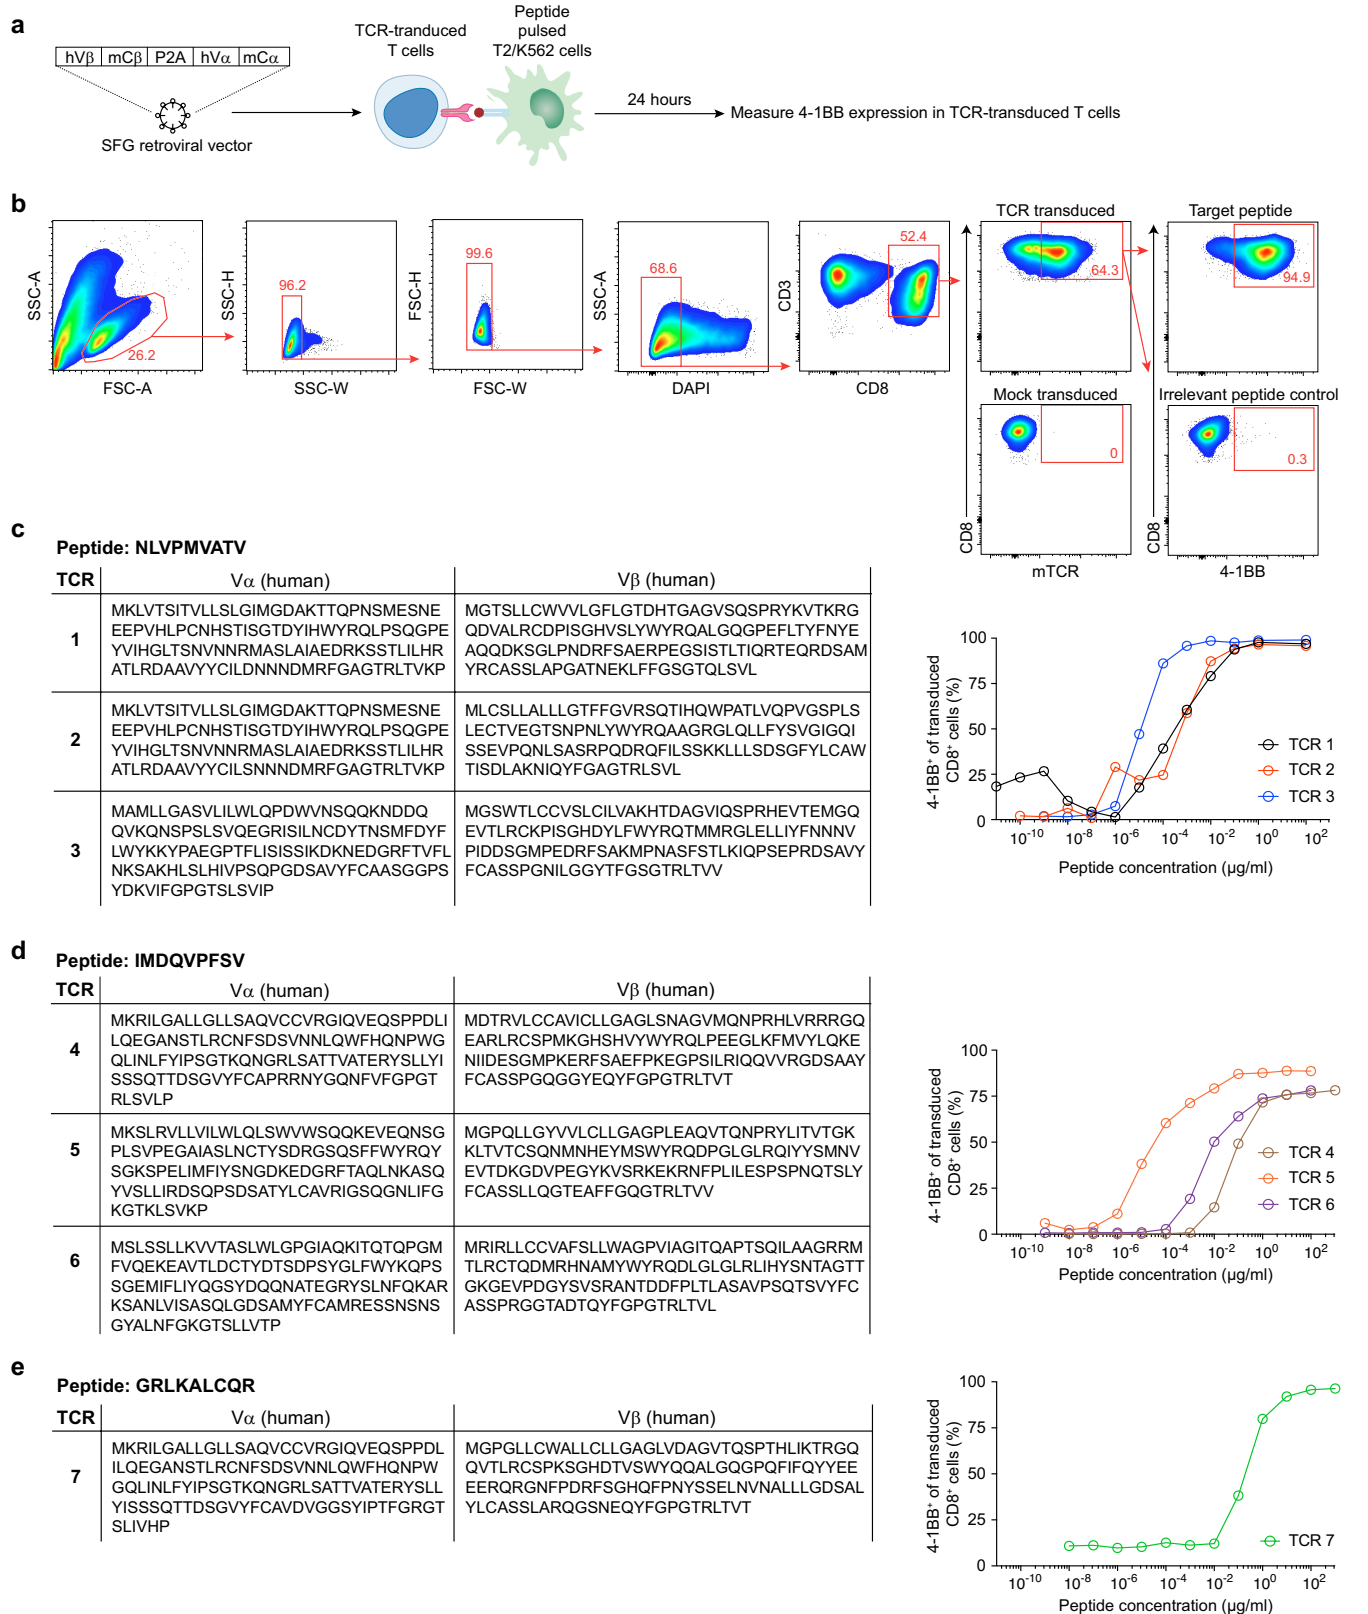 a
hVβ mCβ P2A hVα mCα
SFG retroviral vector
TCR-tranduced
T cells
Peptide
pulsed
T2/K562 cells
24 hours
Measure 4-1BB expression in TCR-transduced T cells
b
SSC-A
26.2
FSC-A
SSC-H
96.2
SSC-W
FSC-H
99.6
FSC-W
SSC-A
68.6
DAPI
CD3
52.4
CD8
TCR transduced
64.3
Target peptide
94.9
Mock transduced
0
Irrelevant peptide control
0.3
CD8
mTCR
CD8
4-1BB
c
Peptide: NLVPMVATV
TCR Vα (human) Vβ (human)
1
MKLVTSITVLLSLGIMGDAKTTQPNSMESNE
EEPVHLPCNHSTISGTDYIHWYRQLPSQGPE
YVIHGLTSNVNNRMASLAIAEDRKSSTLILHR
ATLRDAAVYYCILDNNNDMRFGAGTRLTVKP
MGTSLLCWVVLGFLGTDHTGAGVSQSPRYKVTKRG
QDVALRCDPISGHVSLYWYRQALGQGPEFLTYFNYE
AQQDKSGLPNDRFSAERPEGSISTLTIQRTEQRDSAM
YRCASSLAPGATNEKLFFGSGTQLSVL
2
MKLVTSITVLLSLGIMGDAKTTQPNSMESNE
EEPVHLPCNHSTISGTDYIHWYRQLPSQGPE
YVIHGLTSNVNNRMASLAIAEDRKSSTLILHR
ATLRDAAVYYCILSNNNDMRFGAGTRLTVKP
MLCSLLALLLGTFFGVRSQTIHQWPATLVQPVGSPLS
LECTVEGTSNPNLYWYRQAAGRGLQLLFYSVGIGQI
SSEVPQNLSASRPQDRQFILSSKKLLLSDSGFYLCAW
TISDLAKNIQYFGAGTRLSVL
3
MAMLLGASVLILWLQPDWVNSQQKNDDQ
QVKQNSPSLSVQEGRISILNCDYTNSMFDYF
LWYKKYPAEGPTFLISISSIKDKNEDGRFTVFL
NKSAKHLSLHIVPSQPGDSAVYFCAASGGPS
YDKVIFGPGTSLSVIP
MGSWTLCCVSLCILVAKHTDAGVIQSPRHEVTEMGQ
EVTLRCKPISGHDYLFWYRQTMMRGLELLIYFNNNV
PIDDSGMPEDRFSAKMPNASFSTLKIQPSEPRDSAVY
FCASSPGNILGGYTFGSGTRLTVV
4-1BB⁺ of transduced
CD8⁺ cells (%)
100
75
50
25
0
10⁻¹⁰ 10⁻⁸ 10⁻⁶ 10⁻⁴ 10⁻² 10⁰ 10²
Peptide concentration (μg/ml)
TCR 1
TCR 2
TCR 3
d
Peptide: IMDQVPFSV
TCR Vα (human) Vβ (human)
4
MKRILGALLGLLSAQVCCVRGIQVEQSPPDLI
LQEGANSTLRCNFSDSVNNLQWFHQNPWG
QLINLFYIPSGTKQNGRLSATTVATERYSLLYI
SSSQTTDSGVYFCAPRRNYGQNFVFGPGT
RLSVLP
MDTRVLCCAVICLLGAGLSNAGVMQNPRHLVRRRGQ
EARLRCSPMKGHSHVYWYRQLPEEGLKFMVYLQKE
NIIDESGMPKERFSAEFPKEGPSILRIQQVVRGDSAAY
FCASSPGQGGYEQYFGPGTRLTVT
5
MKSLRVLLVILWLQLSWVWSQQKEVEQNSG
PLSVPEGAIASLNCTYSDRGSQSFFWYRQY
SGKSPELIMFIYSNGDKEDGRFTAQLNKASQ
YVSLLIRDSQPSDSATYLCAVRIGSQGNLIFG
KGTKLSVKP
MGPQLLGYVVLCLLGAGPLEAQVTQNPRYLITVTGK
KLTVTCSQNMNHEYMSWYRQDPGLGLRQIYYSMNV
EVTDKGDVPEGYKVSRKEKRNFPLILESPSPNQTSLY
FCASSLLQGTEAFFGQGTRLTVV
6
MSLSSLLKVVTASLWLGPGIAQKITQTQPGM
FVQEKEAVTLDCTYDTSDPSYGLFWYKQPS
SGEMIFLIYQGSYDQQNATEGRYSLNFQKAR
KSANLVISASQLGDSAMYFCAMRESSNSNS
GYALNFGKGTSLLVTP
MRIRLLCCVAFSLLWAGPVIAGITQAPTSQILAAGRRM
TLRCTQDMRHNAMYWYRQDLGLGLRLIHYSNTAGTT
GKGEVPDGYSVSRANTDDFPLTLASAVPSQTSVYFC
ASSPRGGTADTQYFGPGTRLTVL
4-1BB⁺ of transduced
CD8⁺ cells (%)
100
75
50
25
0
10⁻¹⁰ 10⁻⁸ 10⁻⁶ 10⁻⁴ 10⁻² 10⁰ 10²
Peptide concentration (μg/ml)
TCR 4
TCR 5
TCR 6
e
Peptide: GRLKALCQR
TCR Vα (human) Vβ (human)
7
MKRILGALLGLLSAQVCCVRGIQVEQSPPDL
ILQEGANSTLRCNFSDSVNNLQWFHQNPW
GQLINLFYIPSGTKQNGRLSATTVATERYSLL
YISSSQTTDSGVYFCAVDVGGSYIPTFGRGT
SLIVHP
MGPGLLCWALLCLLGAGLVDAGVTQSPTHLIKTRGQ
QVTLRCSPKSGHDTVSWYQQALGQGPQFIFQYYEE
EERQRGNFPDRFSGHQFPNYSSELNVNALLLGDSAL
YLCASSLARQGSNEQYFGPGTRLTVT
4-1BB⁺ of transduced
CD8⁺ cells (%)
100
75
50
25
0
10⁻¹⁰ 10⁻⁸ 10⁻⁶ 10⁻⁴ 10⁻² 10⁰ 10²
Peptide concentration (μg/ml)
TCR 7